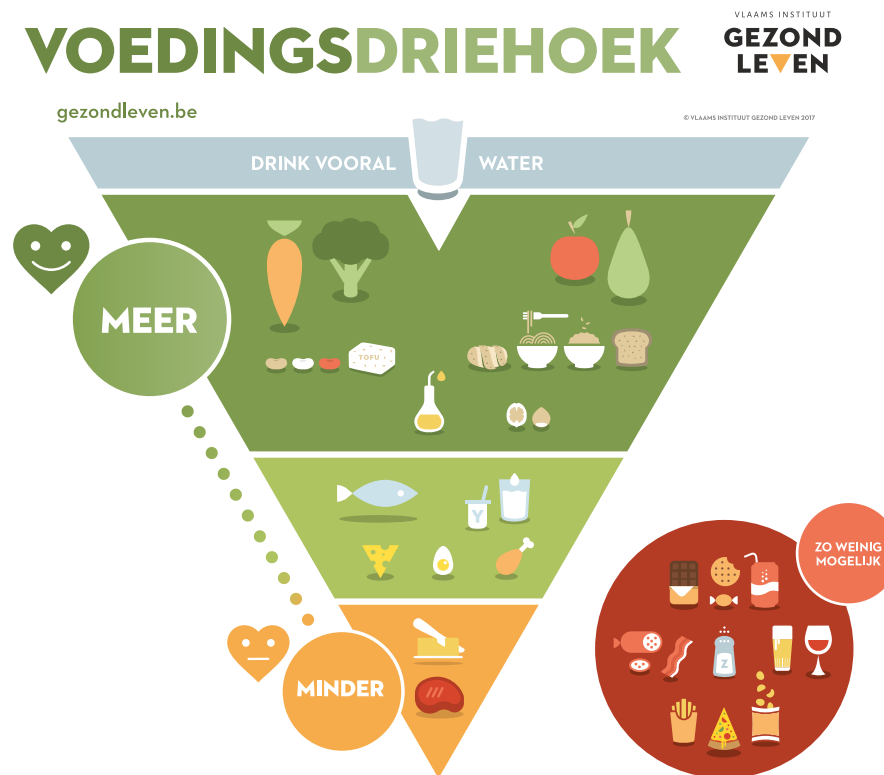 VLAAMS INSTITUUT
GEZOND
LEVEN
VOEDINGSDRIEHOEK
gezondleven.be
© VLAAMS INSTITUUT GEZOND LEVEN 2017
DRINK VOORAL WATER
MEER
TOFU
Y
ZO WEINIG
MOGELIJK
Z
MINDER